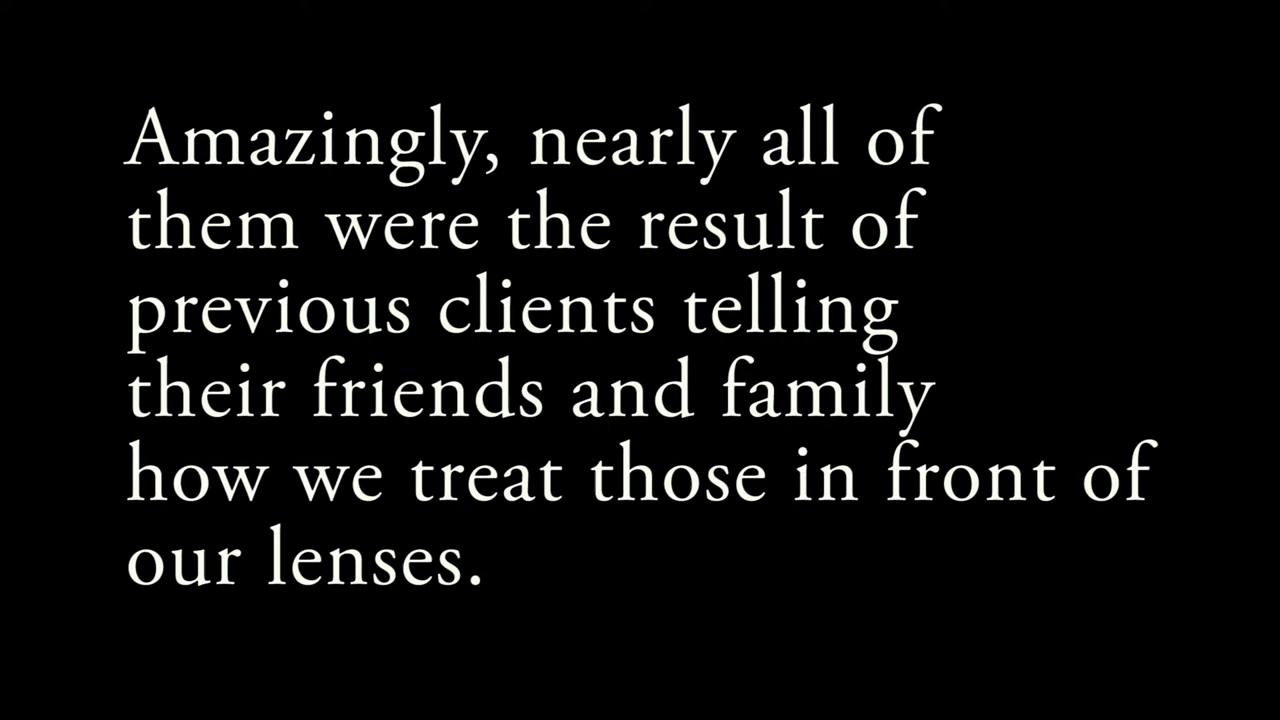 Amazingly, nearly all of
them were the result of
previous clients telling
their friends and family
how we treat those in front of
our lenses.